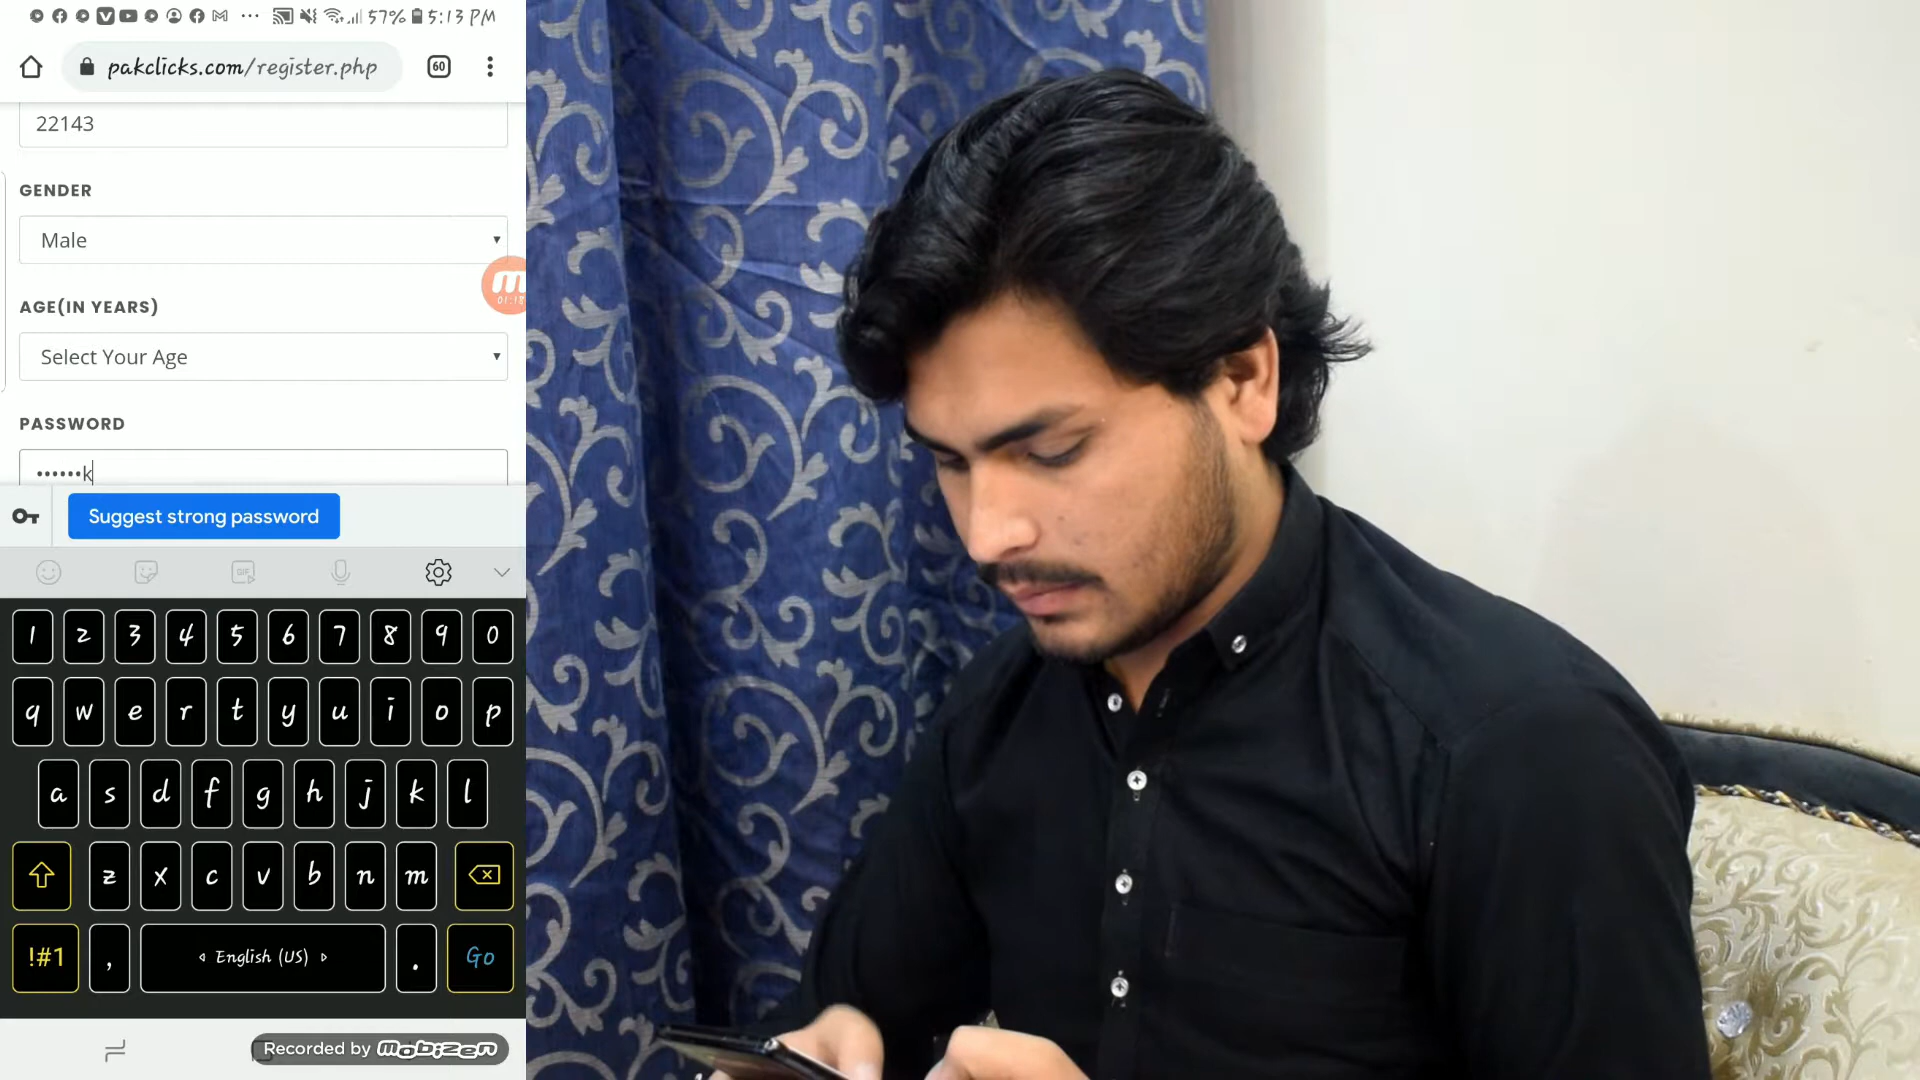 57% 5:13 PM
pakclicks.com/register.php
60
22143
GENDER
Male
AGE(IN YEARS)
Select Your Age
PASSWORD
••••••k
Suggest strong password
GIF
1 2 3 4 5 6 7 8 9 0
q w e r t y u i o p
a s d f g h j k l
z x c v b n m
!#1 , English (US) . Go
Recorded by mobizen